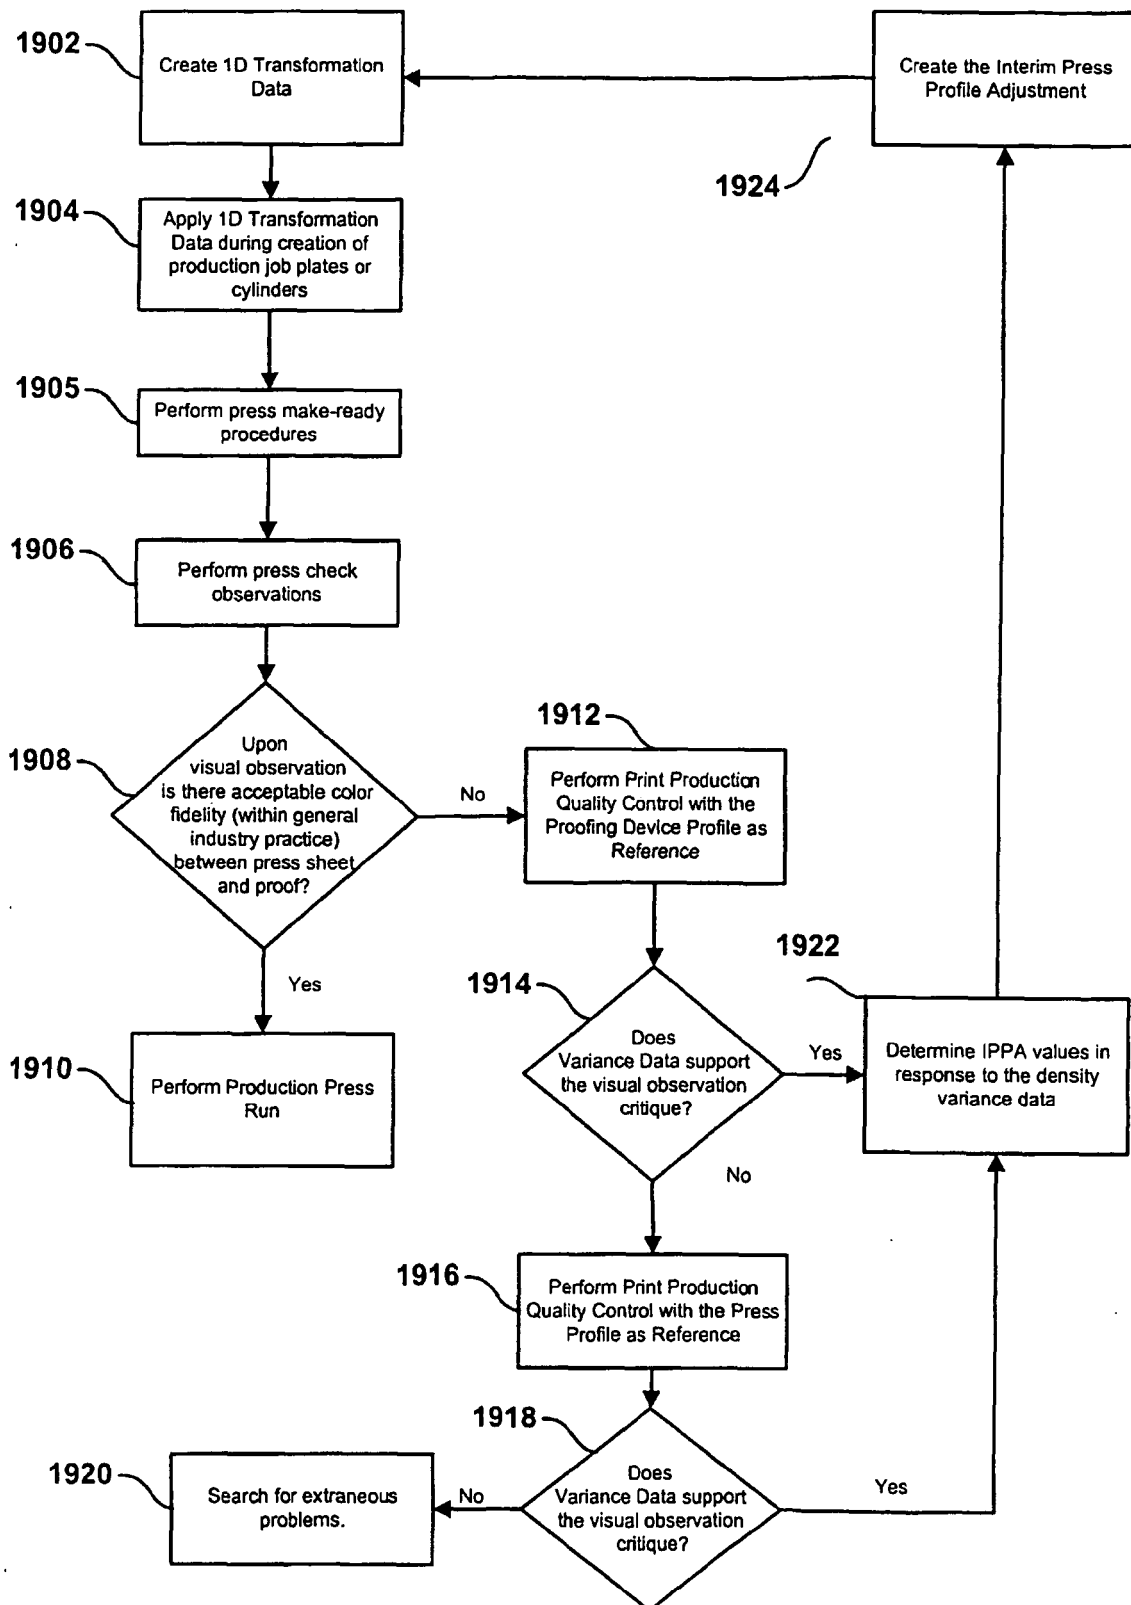 1902
Create 1D Transformation
Data
Create the Interim Press
Profile Adjustment
1924
1904
Apply 1D Transformation
Data during creation of
production job plates or
cylinders
1905
Perform press make-ready
procedures
1906
Perform press check
observations
1908
Upon
visual observation
is there acceptable color
fidelity (within general
industry practice)
between press sheet
and proof?
No
1912
Perform Print Production
Quality Control with the
Proofing Device Profile as
Reference
Yes
1910
Perform Production Press
Run
1914
Does
Variance Data support
the visual observation
critique?
Yes
1922
Determine IPPA values in
response to the density
variance data
No
1916
Perform Print Production
Quality Control with the Press
Profile as Reference
1918
Does
Variance Data support
the visual observation
critique?
Yes
No
1920
Search for extraneous
problems.